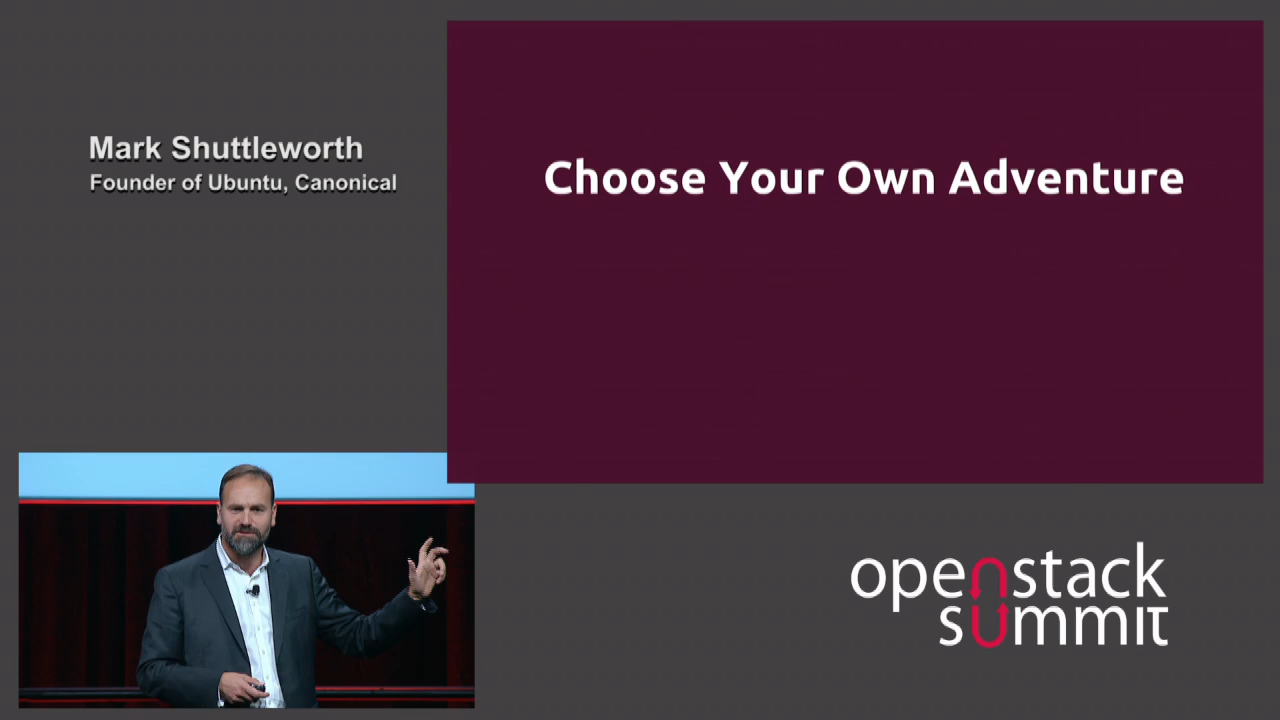 Mark Shuttleworth
Founder of Ubuntu, Canonical
Choose Your Own Adventure
openstack
summit